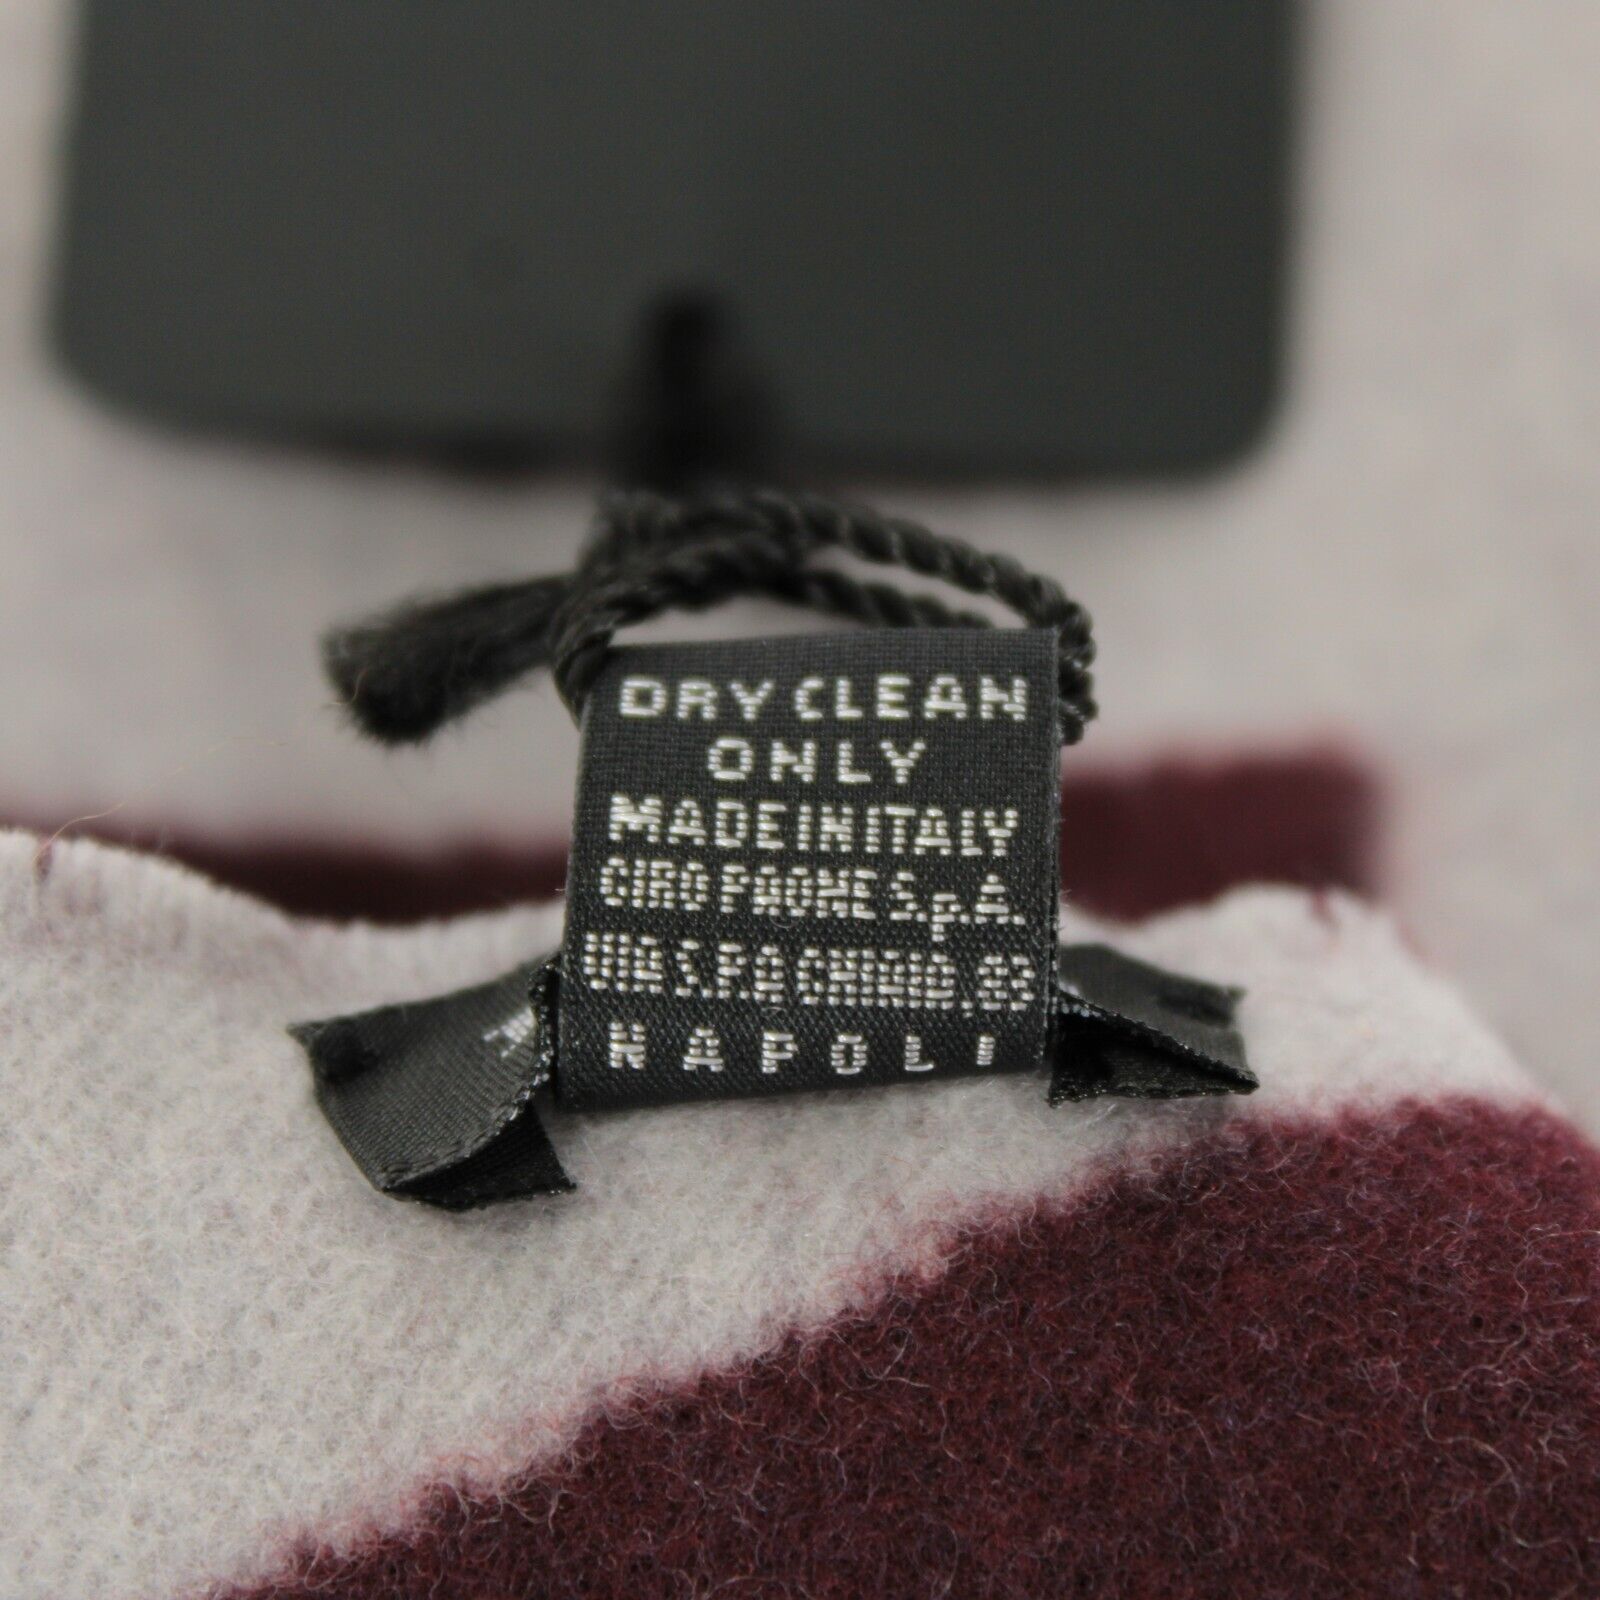 DRY CLEAN
ONLY
MADE IN ITALY
CIRO PAONE S.p.A.
NAPOLI